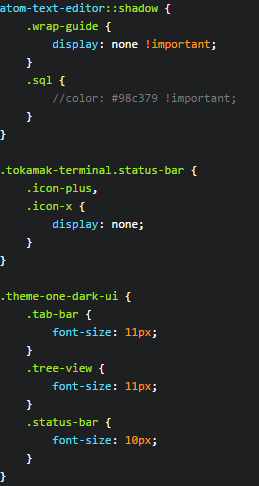 atom-text-editor::shadow {
    .wrap-guide {
        display: none !important;
    }
    .sql {
        //color: #98c379 !important;
    }
}

.tokamak-terminal.status-bar {
    .icon-plus,
    .icon-x {
        display: none;
    }
}

.theme-one-dark-ui {
    .tab-bar {
        font-size: 11px;
    }
    .tree-view {
        font-size: 11px;
    }
    .status-bar {
        font-size: 10px;
    }
}